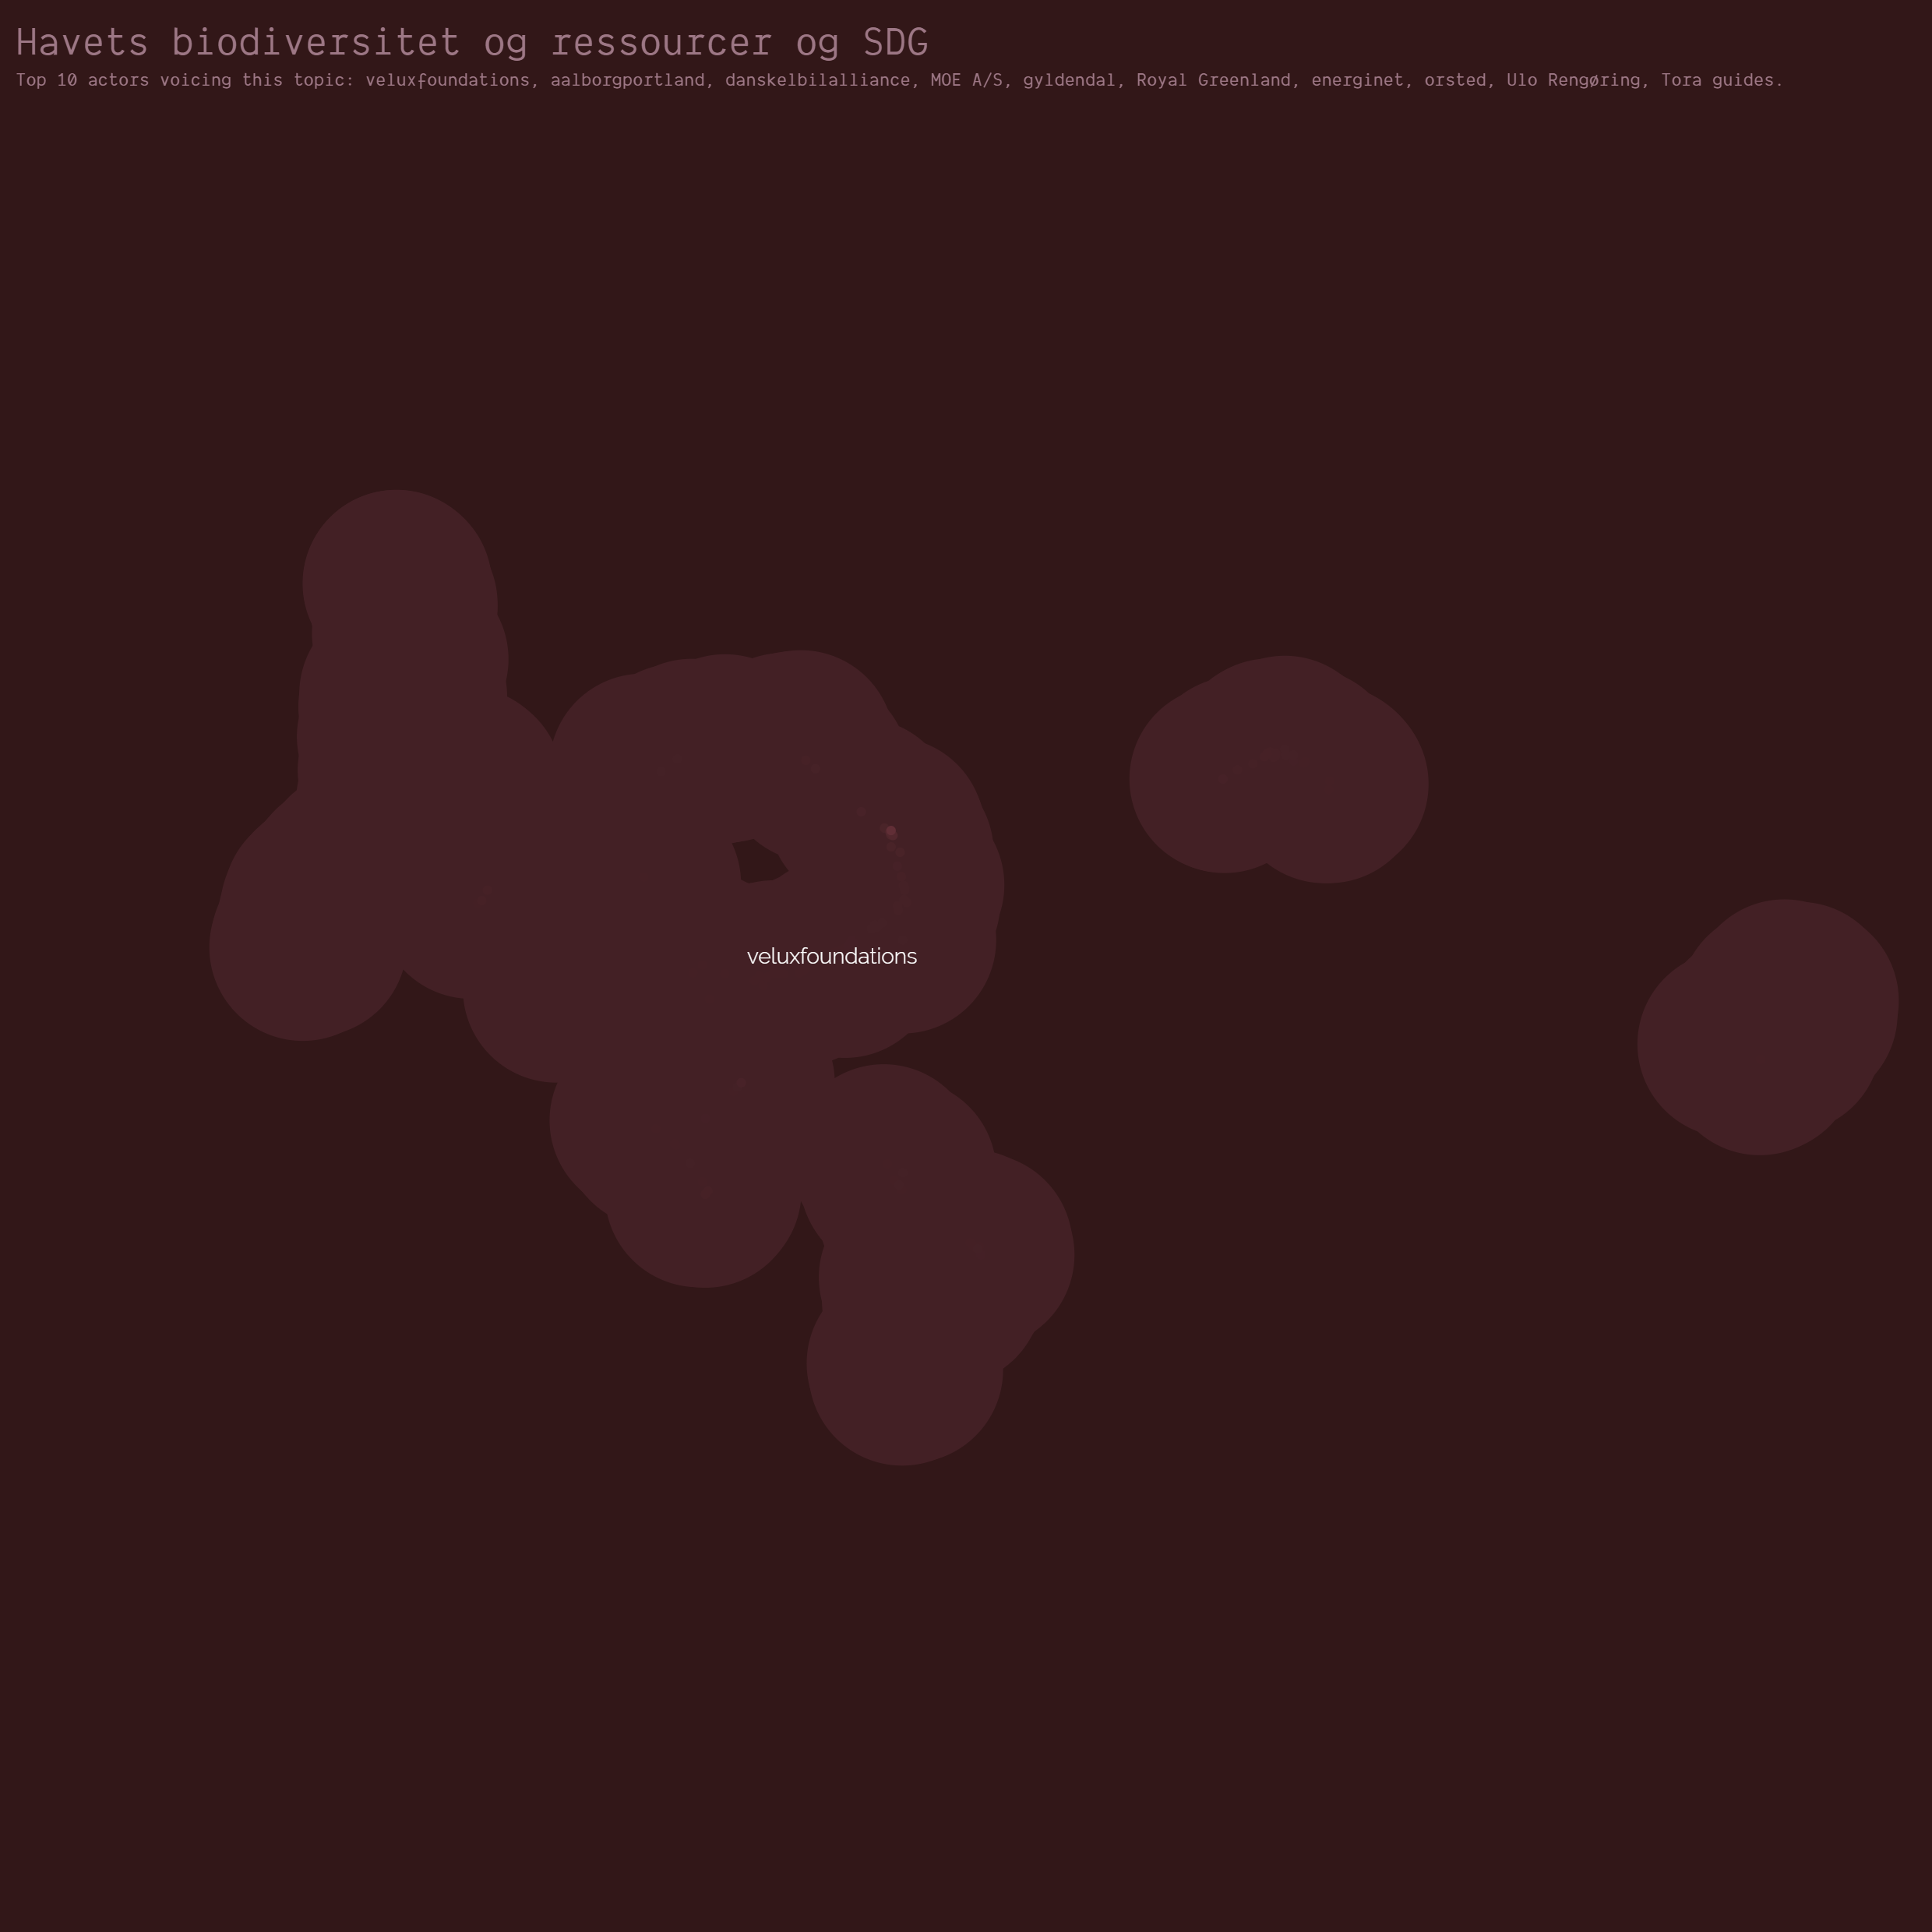 Havets biodiversitet og ressourcer og SDG
Top 10 actors voicing this topic: veluxfoundations, aalborgportland, danskelbilalliance, MOE A/S, gyldendal, Royal Greenland, energinet, orsted, Ulo Rengøring, Tora guides.
veluxfoundations